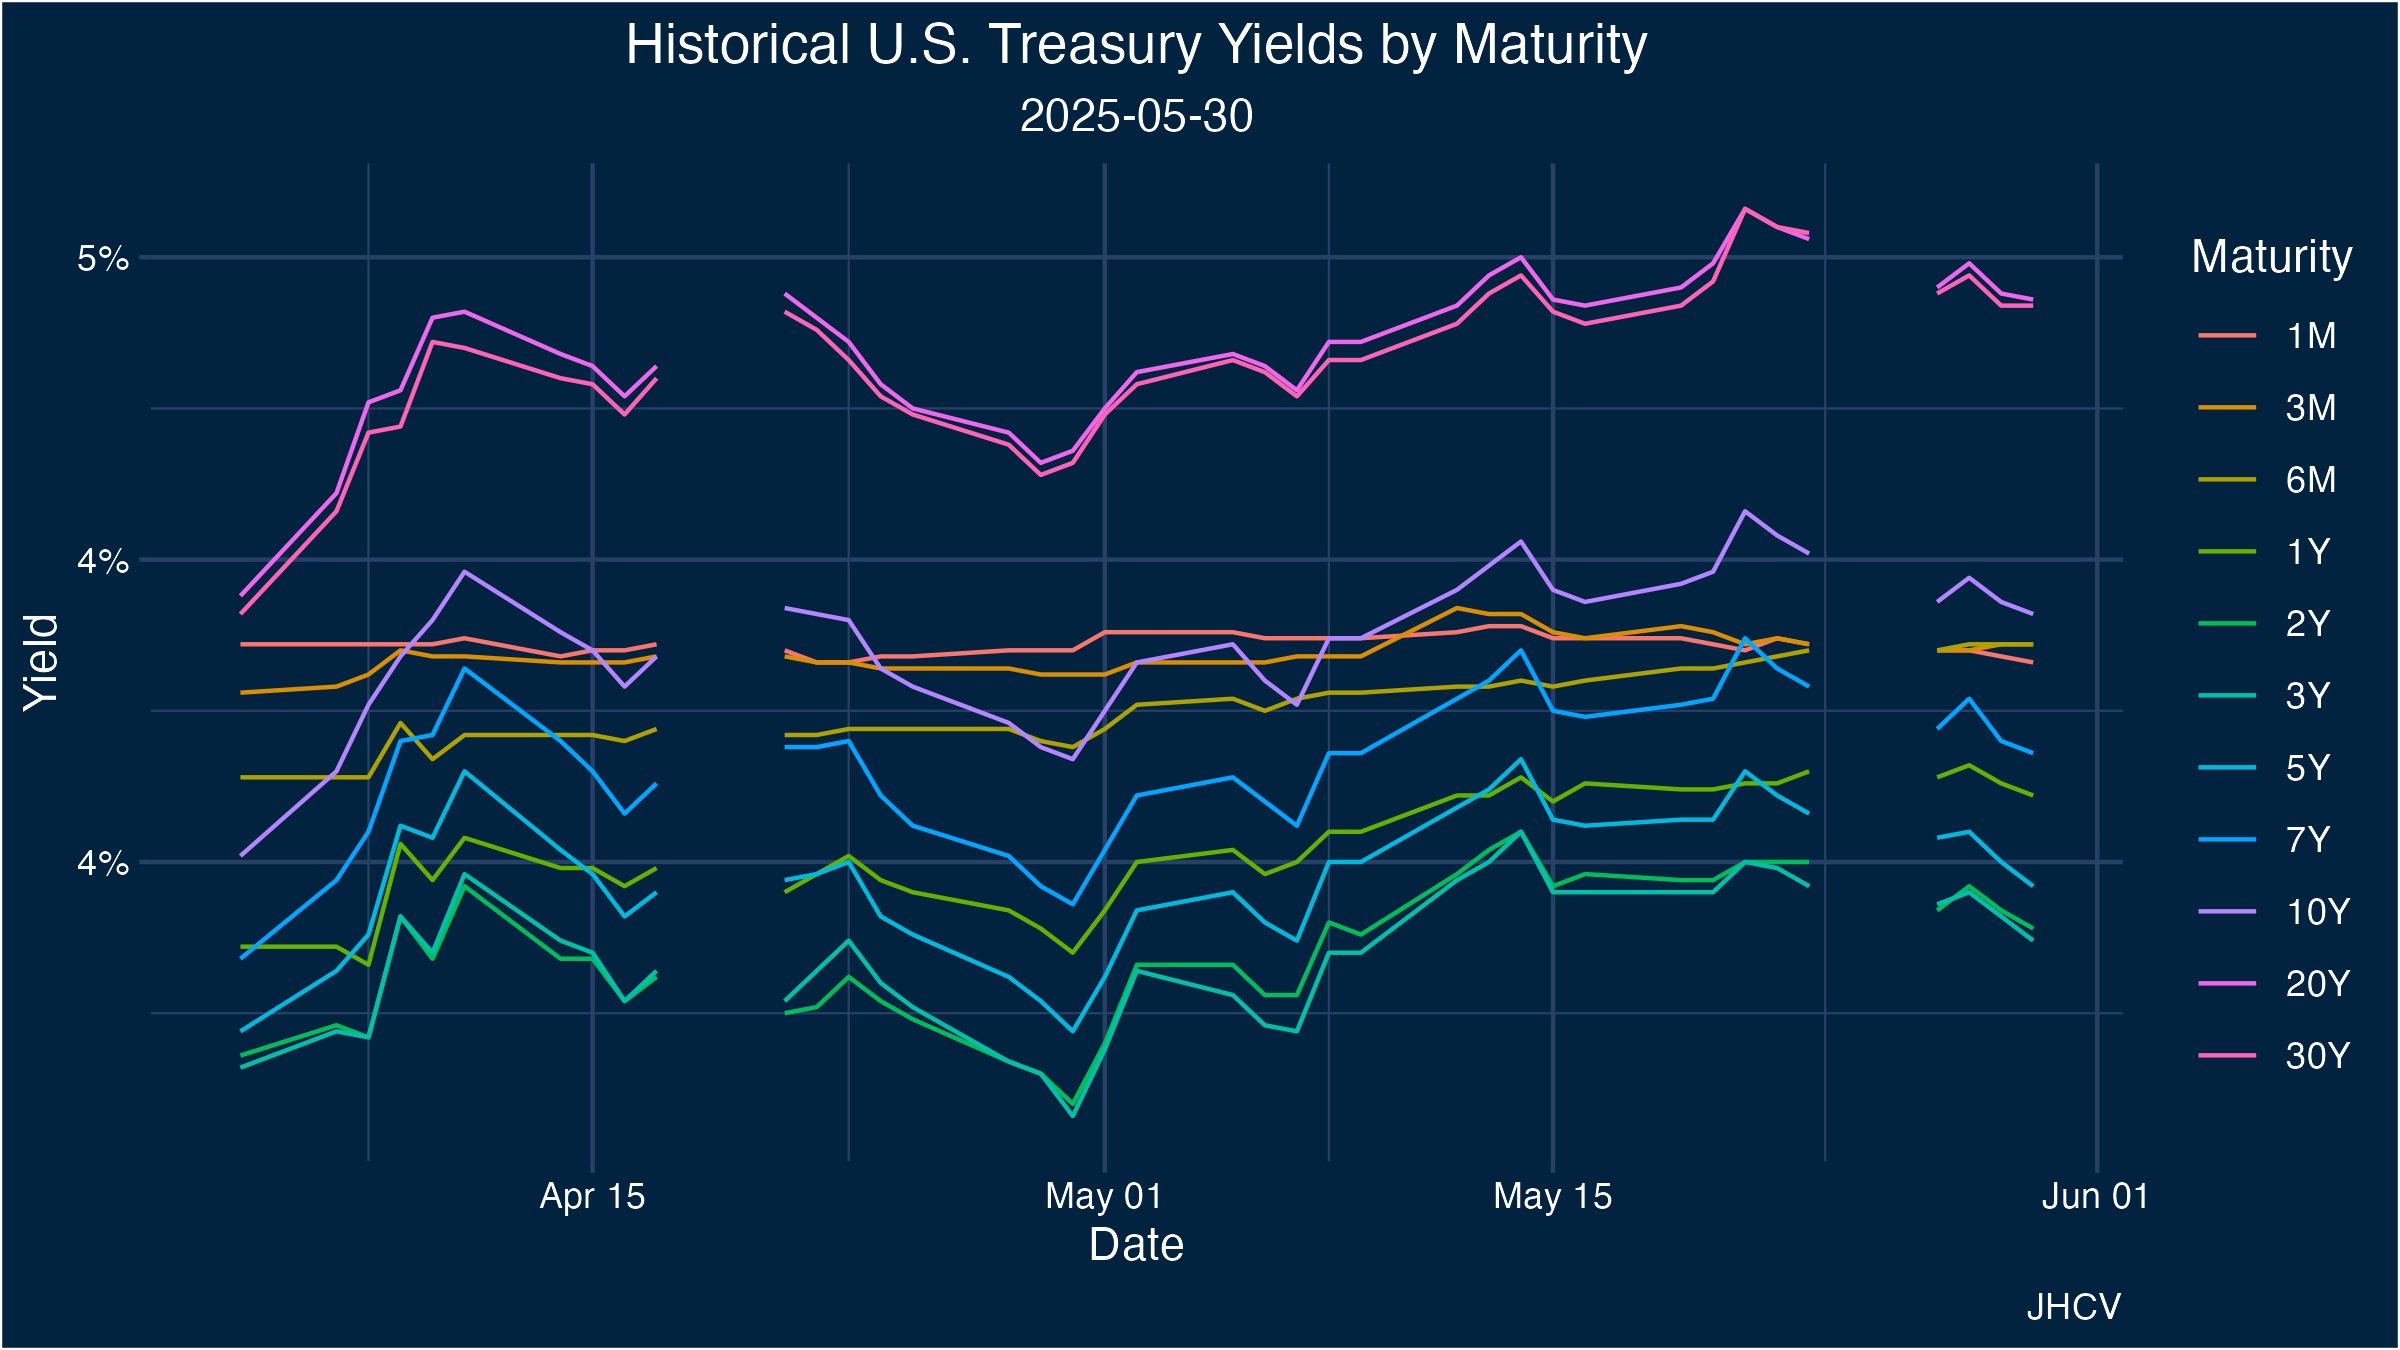 Historical U.S. Treasury Yields by Maturity
2025-05-30
Yield
5%
4%
4%
Apr 15
May 01
May 15
Jun 01
Date
Maturity
1M
3M
6M
1Y
2Y
3Y
5Y
7Y
10Y
20Y
30Y
JHCV